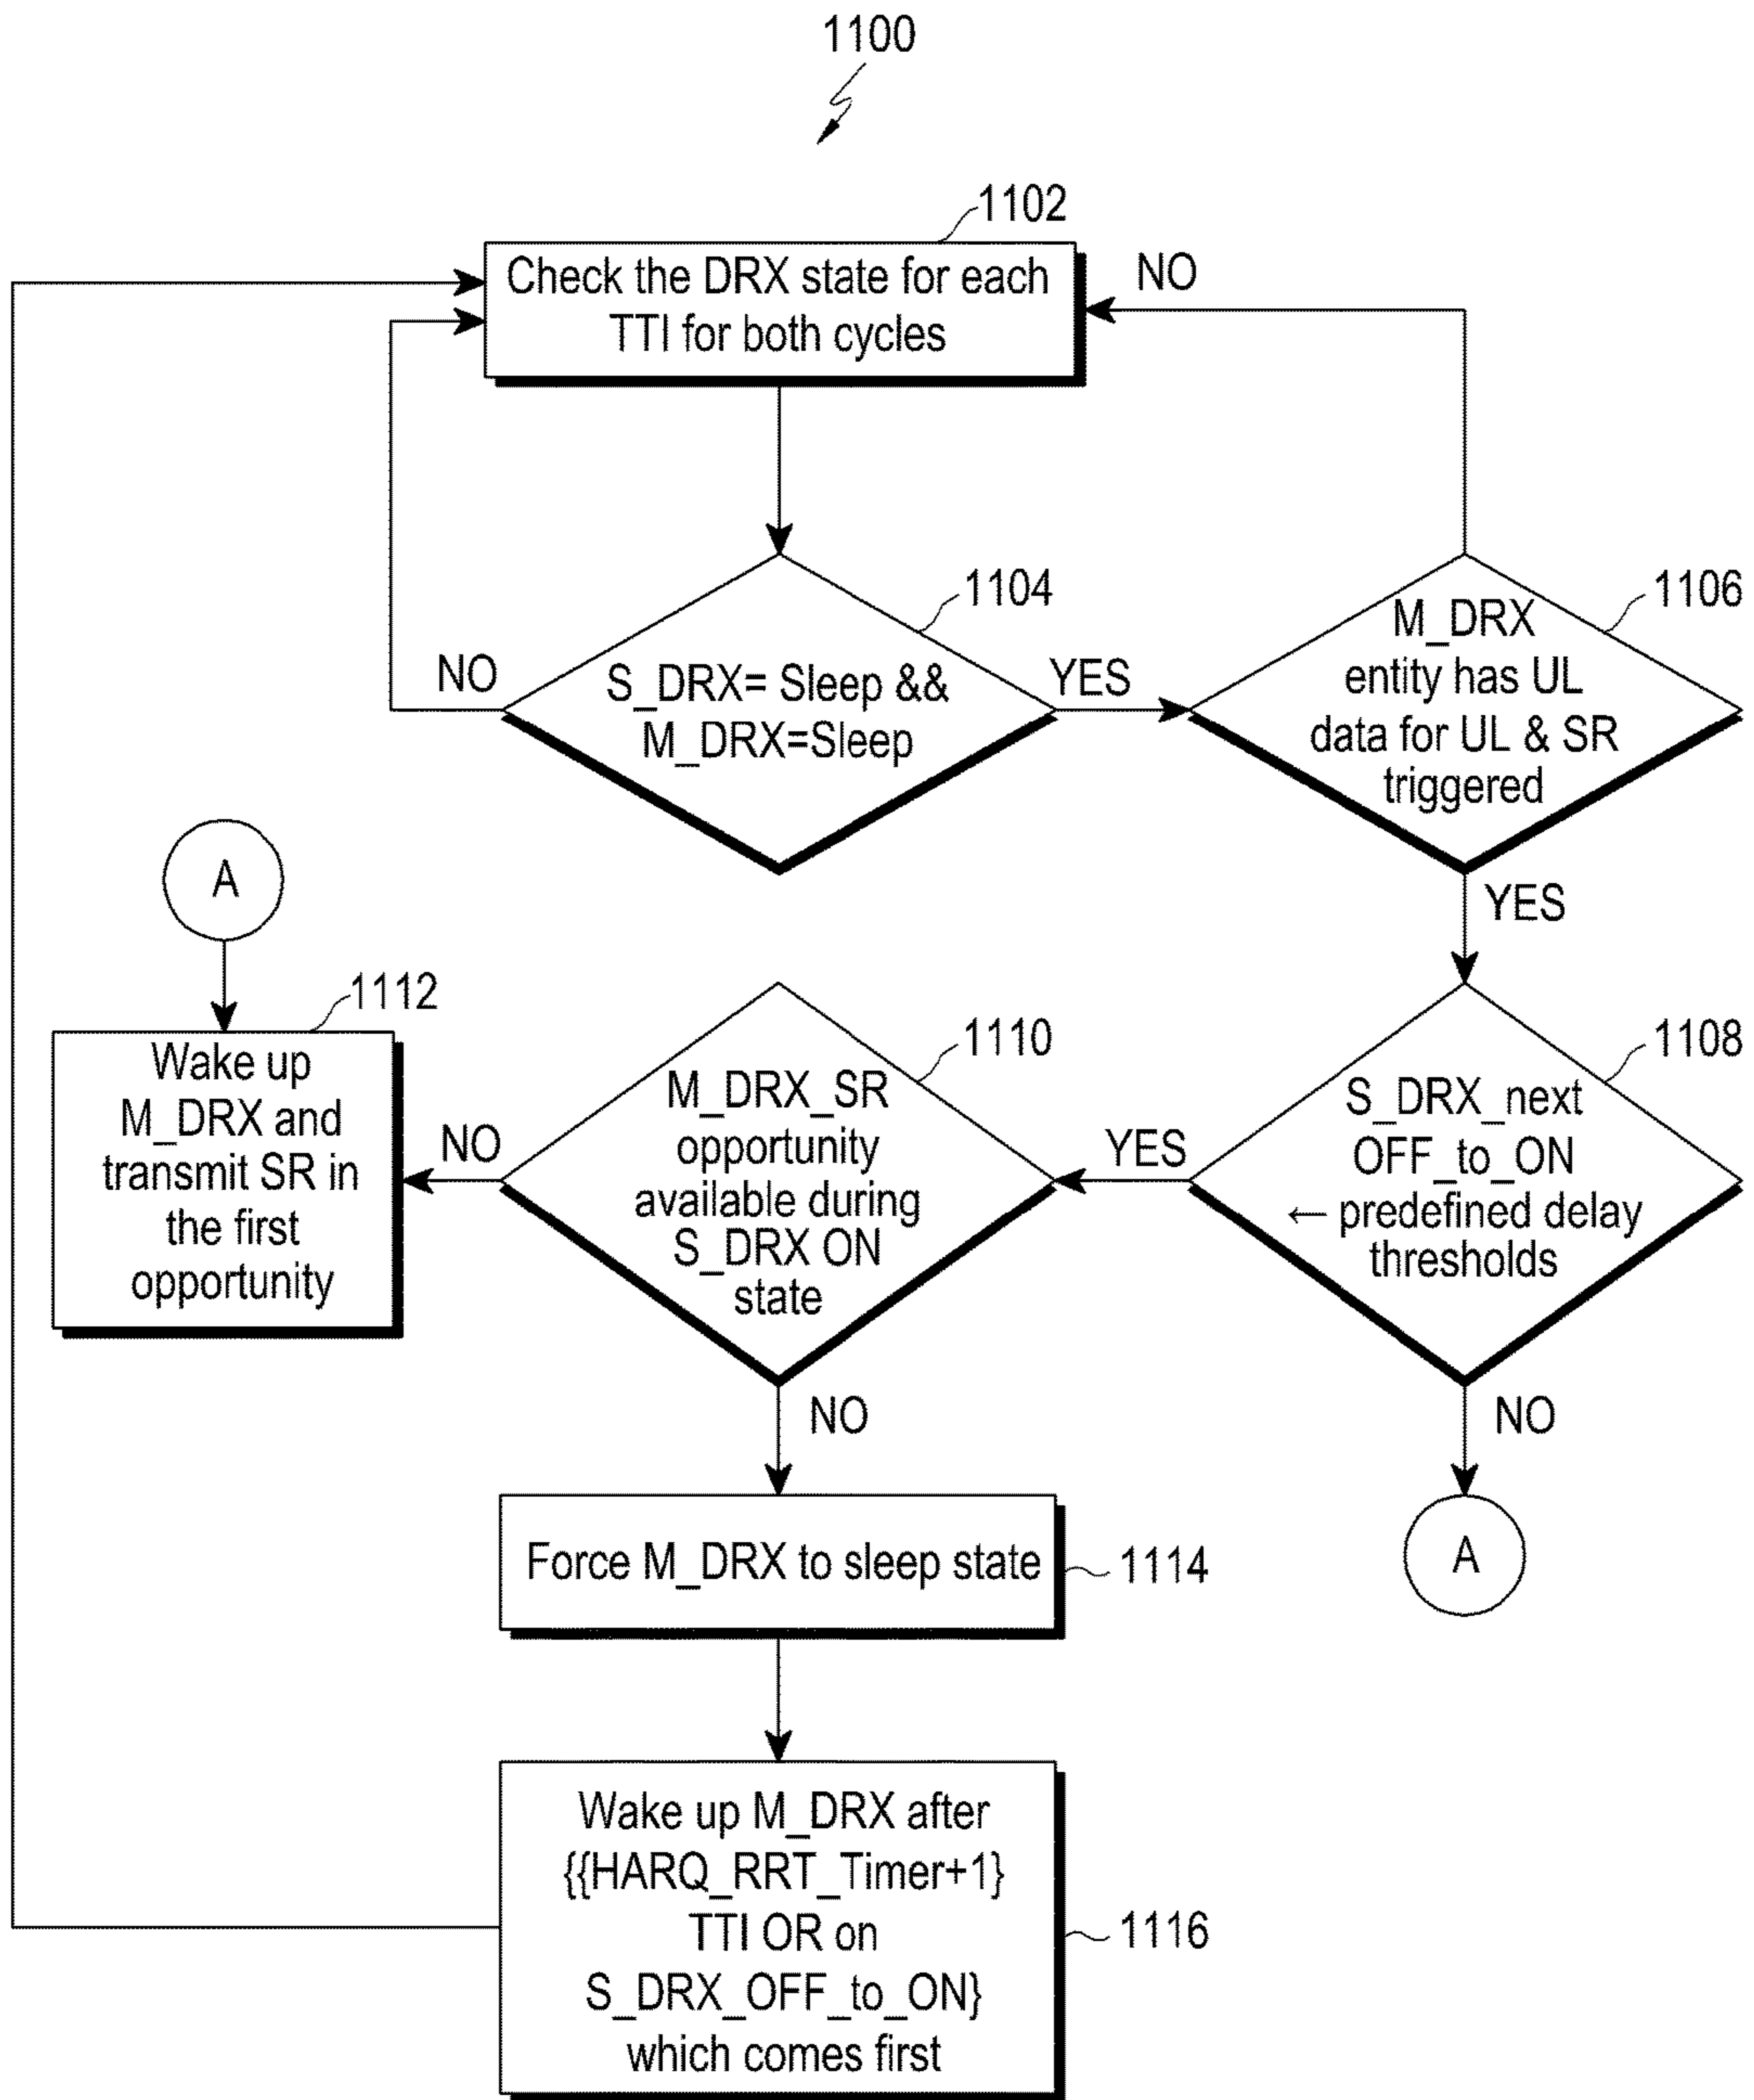 1100
1102
Check the DRX state for each
TTI for both cycles
NO
1104
S_DRX= Sleep &&
M_DRX=Sleep
NO
YES
1106
M_DRX
entity has UL
data for UL & SR
triggered
YES
A
1112
Wake up
M_DRX and
transmit SR in
the first
opportunity
NO
1110
M_DRX_SR
opportunity
available during
S_DRX ON
state
YES
1108
S_DRX_next
OFF_to_ON
← predefined delay
thresholds
NO
NO
Force M_DRX to sleep state
1114
A
Wake up M_DRX after
{{HARQ_RRT_Timer+1}
TTI OR on
S_DRX_OFF_to_ON}
which comes first
1116